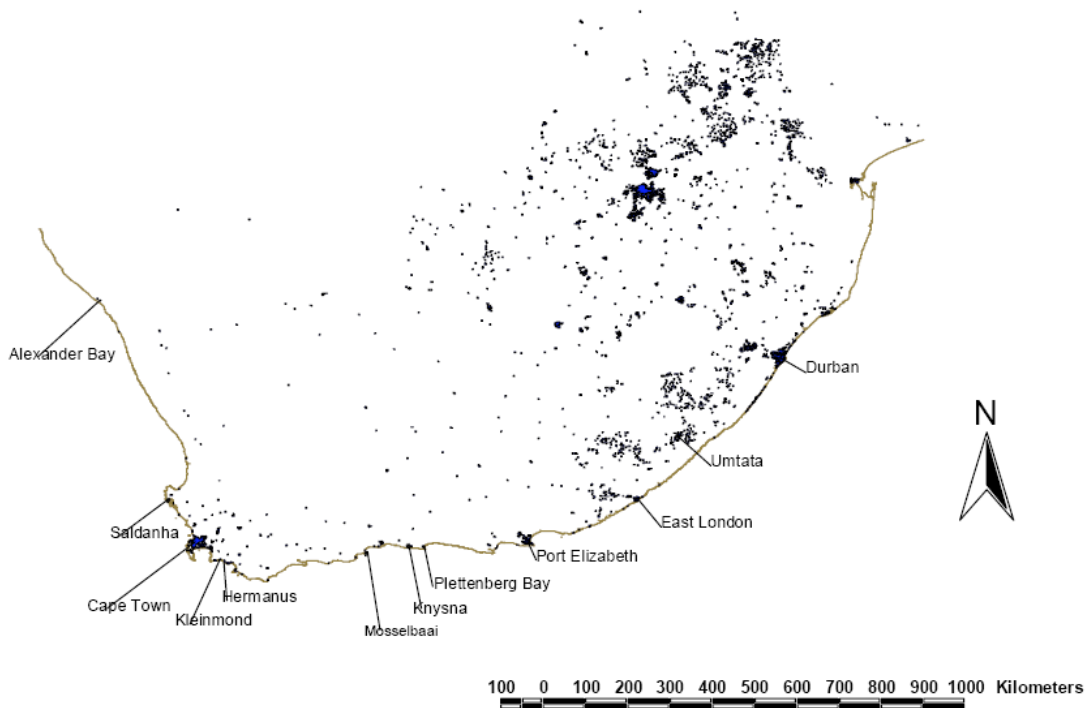 Alexander Bay
Durban
N
Umtata
Saldanha
East London
Port Elizabeth
Plettenberg Bay
Hermanus
Cape Town
Knysna
Kleinmond
Mosselbaai
100 0 100 200 300 400 500 600 700 800 900 1000 Kilometers